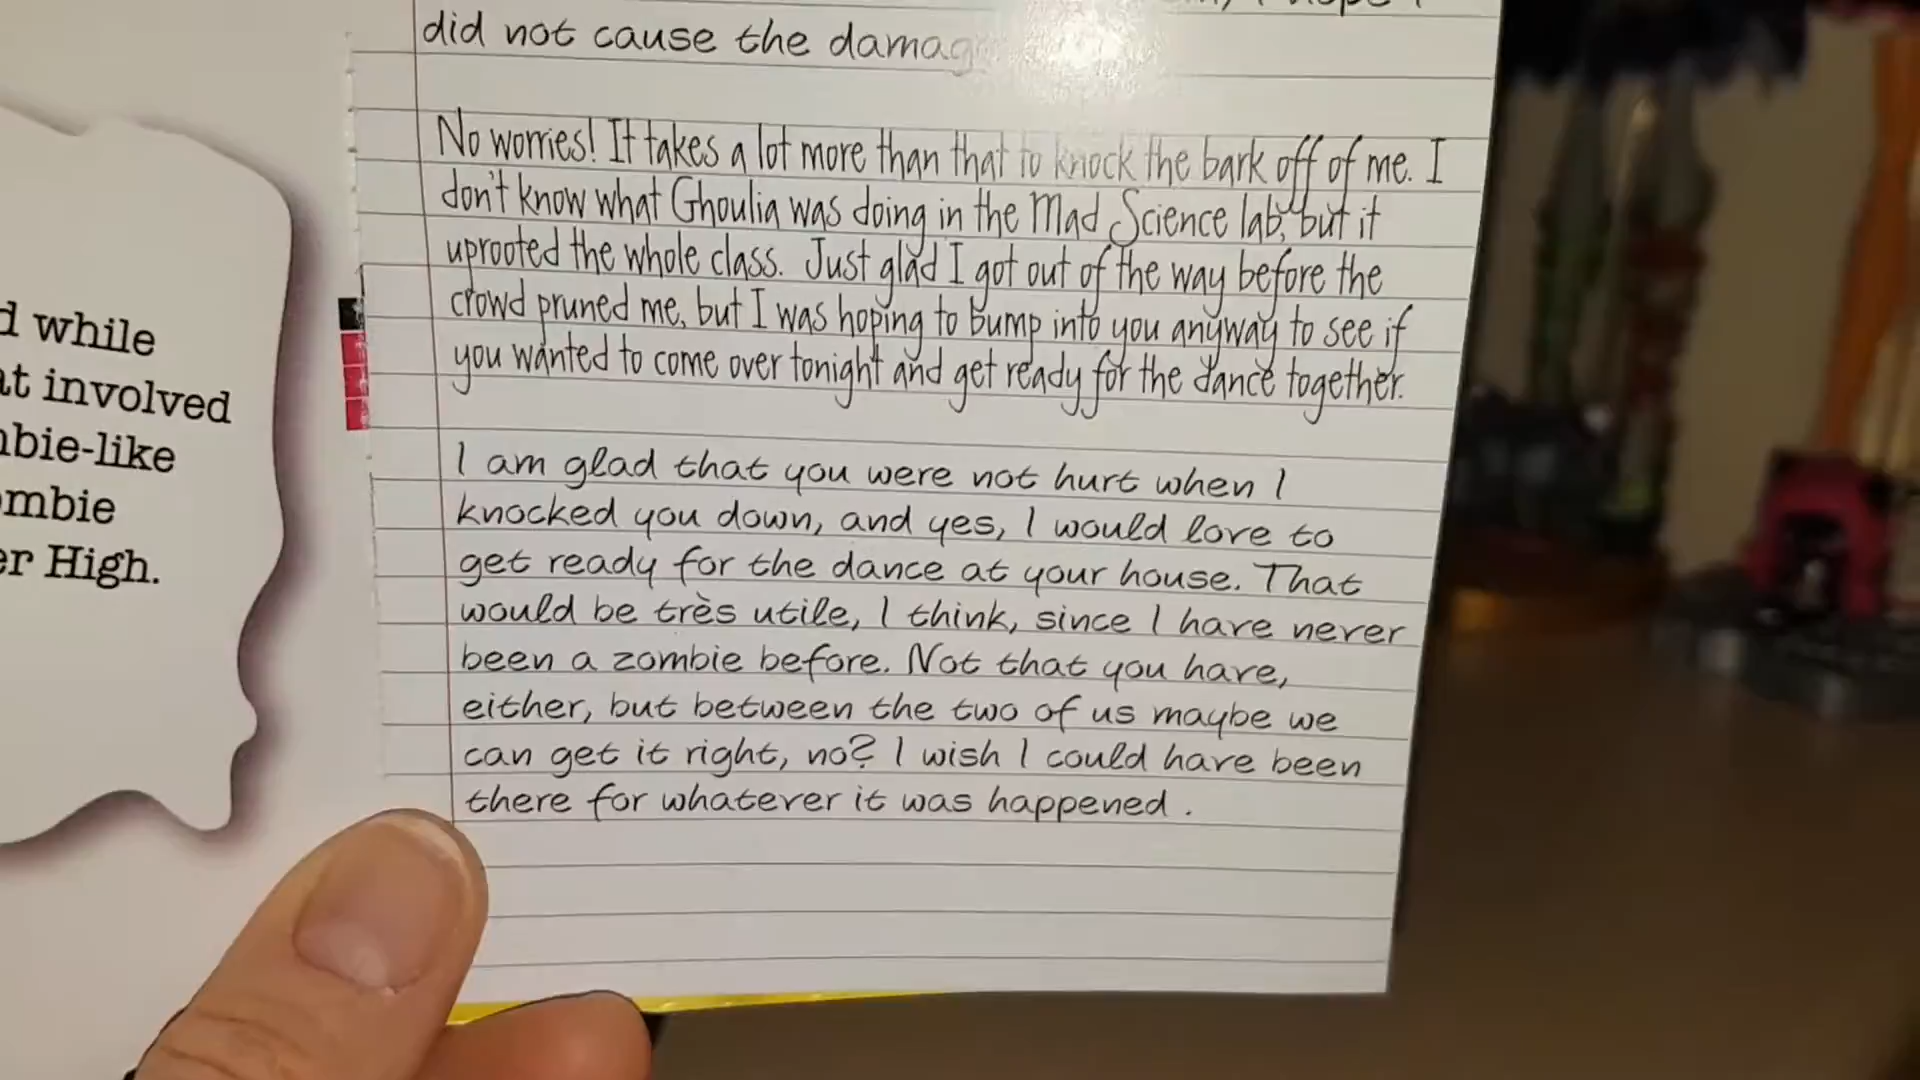 did not cause the
No worries! It takes a lot more than that to knock the bark off of me. I
don't know what Ghoulia was doing in the Mad Science lab, but it
uprooted the whole class. Just glad I got out of the way before the
crowd pruned me, but I was hoping to bump into you anyway to see if
you wanted to come over tonight and get ready for the dance together.
I am glad that you were not hurt when I
knocked you down, and yes, I would love to
get ready for the dance at your house. That
would be très utile, I think, since I have never
been a zombie before. Not that you have,
either, but between the two of us maybe we
can get it right, no? I wish I could have been
there for whatever it was happened.
while
involved
High.